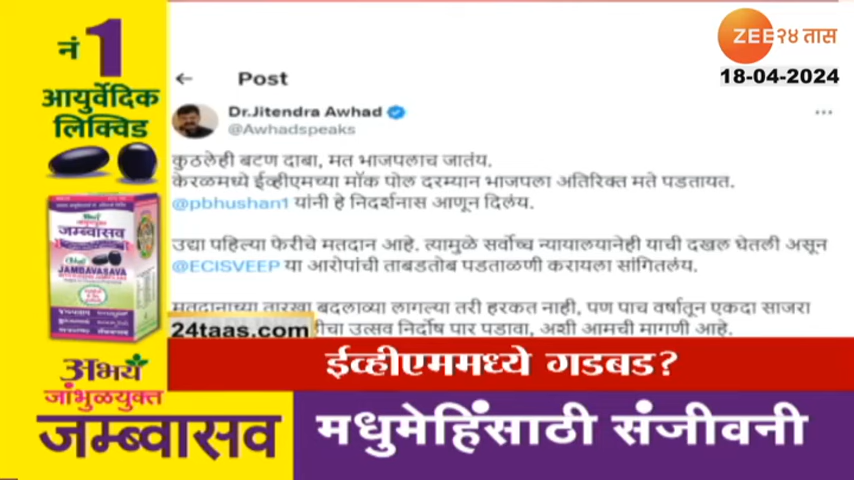 नं 1
आयुर्वेदिक
लिक्विड
जम्बासव
JAMBAVASAVA
अभय
जांभुळयुक्त
जम्ब्वासव
ZEE २४ तास
18-04-2024
Post
Dr.Jitendra Awhad
@Awhadspeaks
कुठलेही बटण दाबा, मत भाजपलाच जातंय.
केरळमध्ये ईव्हीएमच्या मॉक पोल दरम्यान भाजपला अतिरिक्त मते पडतायत.
@pbhushan1 यांनी हे निदर्शनास आणून दिलंय.
उद्या पहिल्या फेरीचे मतदान आहे. त्यामुळे सर्वोच्च न्यायालयानेही याची दखल घेतली असून
@ECISVEEP या आरोपांची ताबडतोब पडताळणी करायला सांगितलंय.
मतदानाच्या तारखा बदलाव्या लागल्या तरी हरकत नाही, पण पाच वर्षातून एकदा साजरा
उत्सव निर्दोष पार पडावा, अशी आमची मागणी आहे.
24taas.com
ईव्हीएममध्ये गडबड?
मधुमेहिंसाठी संजीवनी